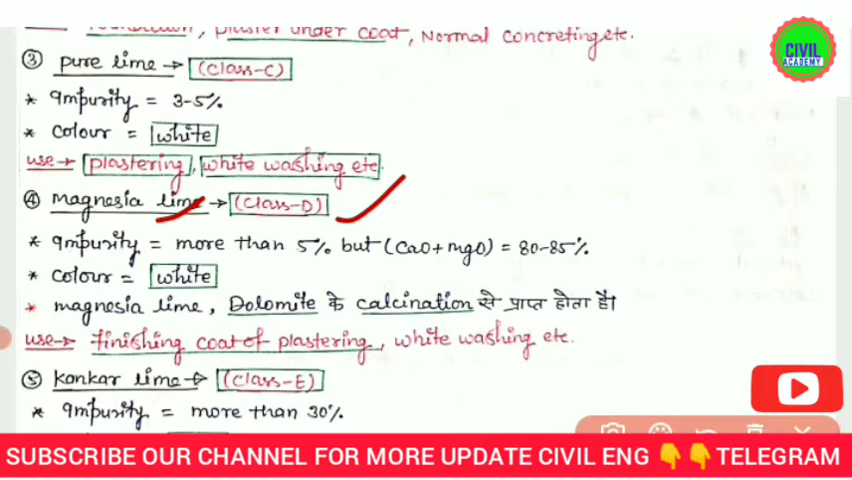 foundation, plaster under coat, Normal concreting etc.
CIVIL
ACADEMY
③ pure lime → (class-C)
* impurity = 3-5%
* colour = white
use → plastering, white washing etc.
④ magnesia lime → (class-D)
* impurity = more than 5% but (CaO+mgO) = 80-85%
* colour = white
* magnesia lime, Dolomite के calcination से प्राप्त होता है।
use → finishing coat of plastering, white washing etc.
⑤ kankar lime → (class-E)
* impurity = more than 30%
SUBSCRIBE OUR CHANNEL FOR MORE UPDATE CIVIL ENG 👇👇 TELEGRAM